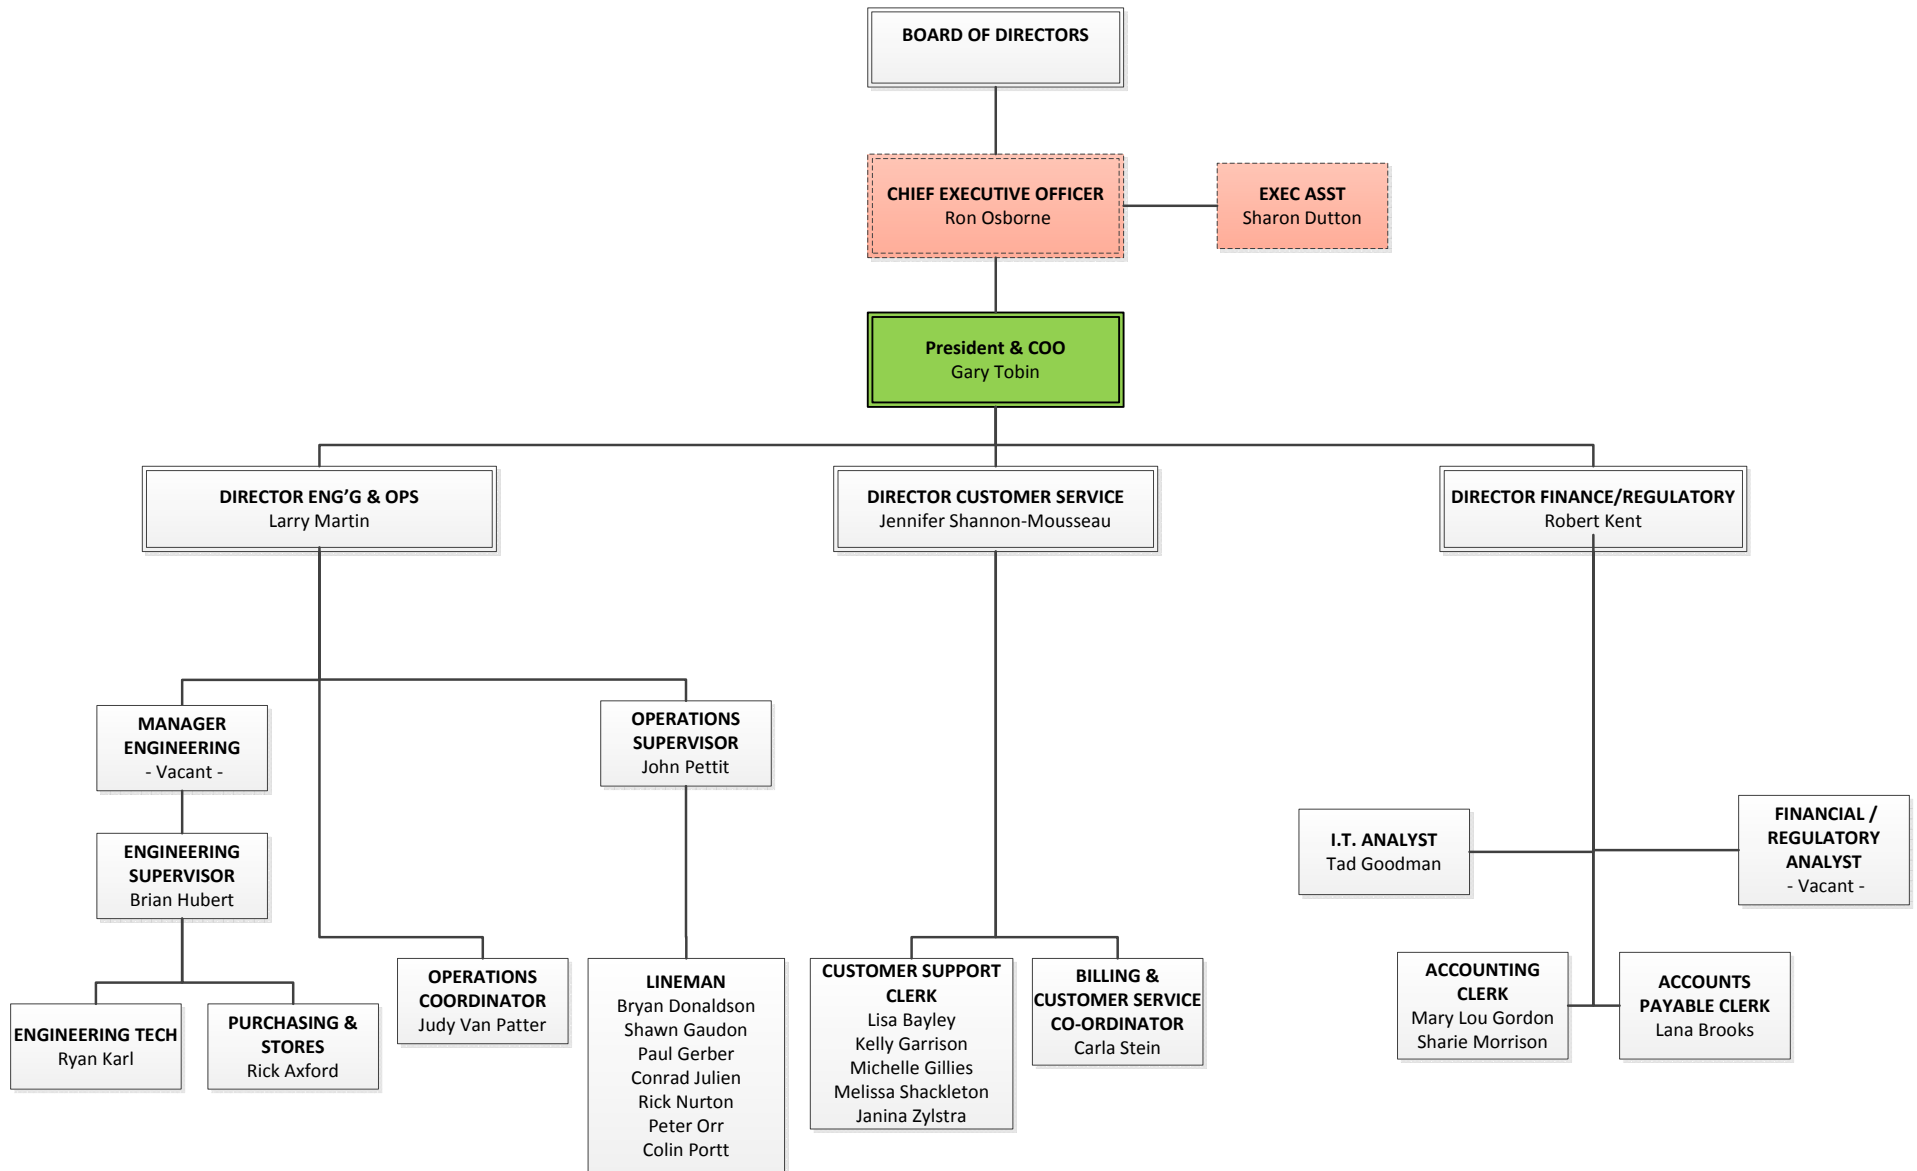 BOARD OF DIRECTORS
CHIEF EXECUTIVE OFFICER
Ron Osborne
EXEC ASST
Sharon Dutton
President & COO
Gary Tobin
DIRECTOR ENG’G & OPS
Larry Martin
DIRECTOR CUSTOMER SERVICE
Jennifer Shannon-Mousseau
DIRECTOR FINANCE/REGULATORY
Robert Kent
MANAGER
ENGINEERING
- Vacant -
OPERATIONS
SUPERVISOR
John Pettit
ENGINEERING
SUPERVISOR
Brian Hubert
I.T. ANALYST
Tad Goodman
FINANCIAL /
REGULATORY
ANALYST
- Vacant -
ENGINEERING TECH
Ryan Karl
PURCHASING &
STORES
Rick Axford
OPERATIONS
COORDINATOR
Judy Van Patter
LINEMAN
Bryan Donaldson
Shawn Gaudon
Paul Gerber
Conrad Julien
Rick Nurton
Peter Orr
Colin Portt
CUSTOMER SUPPORT
CLERK
Lisa Bayley
Kelly Garrison
Michelle Gillies
Melissa Shackleton
Janina Zylstra
BILLING &
CUSTOMER SERVICE
CO-ORDINATOR
Carla Stein
ACCOUNTING
CLERK
Mary Lou Gordon
Sharie Morrison
ACCOUNTS
PAYABLE CLERK
Lana Brooks